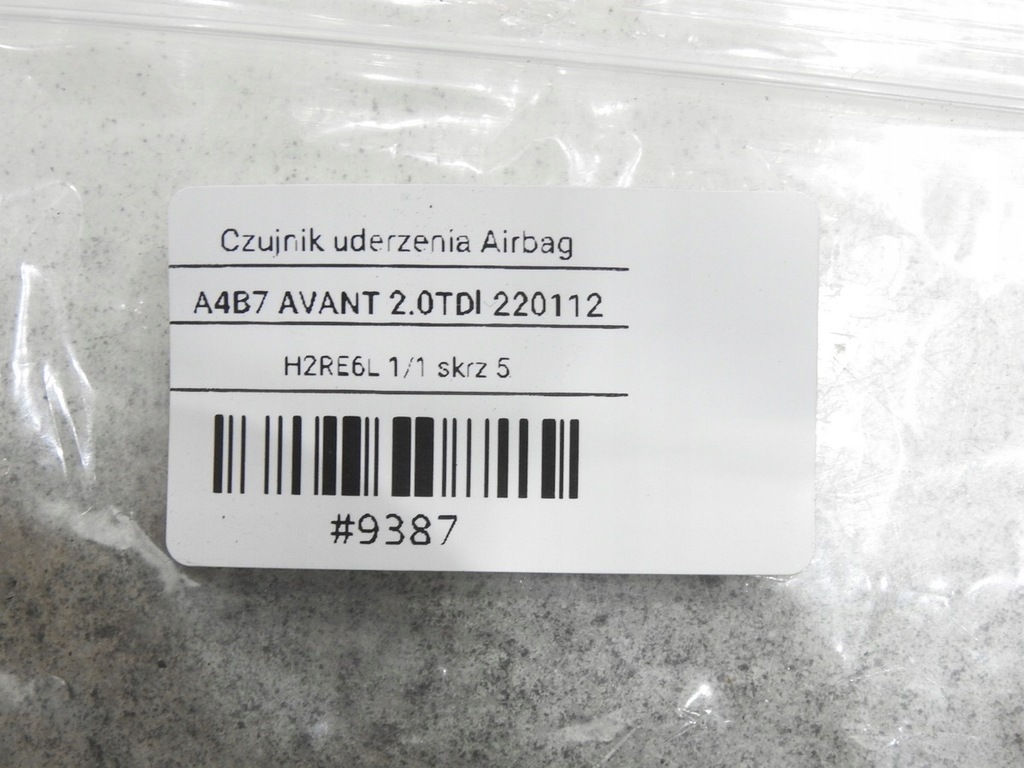 Czujnik uderzenia Airbag
A4B7 AVANT 2.0TDI 220112
H2RE6L 1/1 skrz 5
#9387